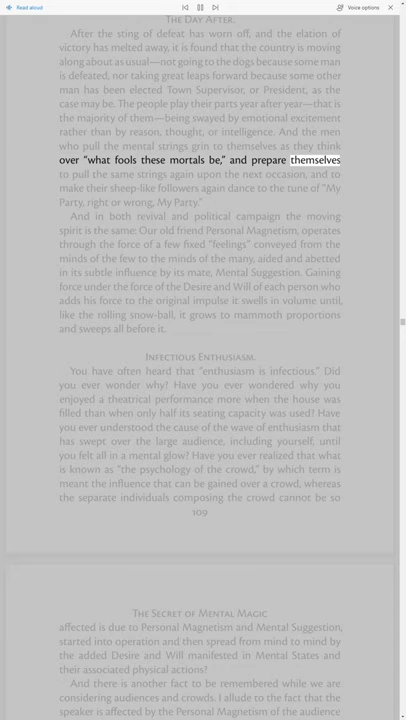 Read aloud
Voice options
The Day After.
After the sting of defeat has worn off, and the elation of
victory has melted away, it is found that the country is moving
along about as usual—not going to the dogs because some man
is defeated, nor taking great leaps forward because some other
man has been elected Town Supervisor, or President, as the
case may be. The people play their parts year after year—that is
the majority of them—being swayed by emotional excitement
rather than by reason, thought, or intelligence. And the men
who pull the mental strings grin to themselves as they think
over “what fools these mortals be,” and prepare themselves
to pull the same strings again upon the next occasion, and to
make their sheep-like followers again dance to the tune of “My
Party, right or wrong, My Party.”
And in both revival and political campaign the moving
spirit is the same: Our old friend Personal Magnetism, operates
through the force of a few fixed “feelings” conveyed from the
minds of the few to the minds of the many, aided and abetted
in its subtle influence by its mate, Mental Suggestion. Gaining
force under the force of the Desire and Will of each person who
adds his force to the original impulse it swells in volume until,
like the rolling snow-ball, it grows to mammoth proportions
and sweeps all before it.
Infectious Enthusiasm.
You have often heard that “enthusiasm is infectious.” Did
you ever wonder why? Have you ever wondered why you
enjoyed a theatrical performance more when the house was
filled than when only half its seating capacity was used? Have
you ever understood the cause of the wave of enthusiasm that
has swept over the large audience, including yourself, until
you felt all in a mental glow? Have you ever realized that what
is known as “the psychology of the crowd,” by which term is
meant the influence that can be gained over a crowd, whereas
the separate individuals composing the crowd cannot be so
109
The Secret of Mental Magic
affected is due to Personal Magnetism and Mental Suggestion,
started into operation and then spread from mind to mind by
the added Desire and Will manifested in Mental States and
their associated physical actions?
And there is another fact to be remembered while we are
considering audiences and crowds. I allude to the fact that the
speaker is affected by the Personal Magnetism of the audience